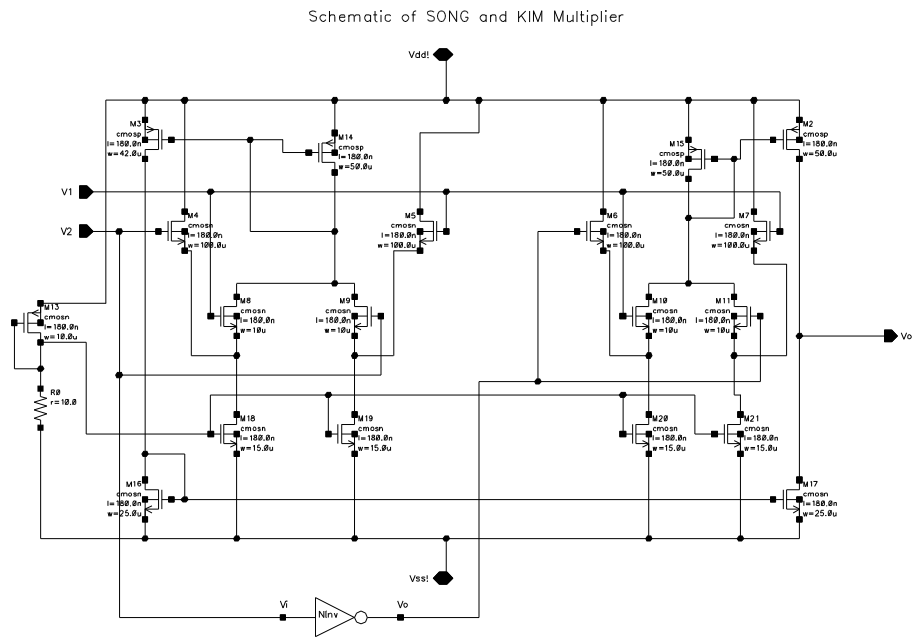 Schematic of SONG and KIM Multiplier
Vdd!
M3
cmosp
l=180.0n
w=42.0u
M14
cmosp
l=180.0n
w=50.0u
M15
cmosp
l=180.0n
w=50.0u
M2
cmosp
l=180.0n
w=50.0u
V1
V2
M4
cmosn
l=180.0n
w=100.0u
M5
cmosn
l=180.0n
w=100.0u
M6
cmosn
l=180.0n
w=100.0u
M7
cmosn
l=180.0n
w=100.0u
M13
cmosn
l=180.0n
w=10.0u
M8
cmosn
l=180.0n
w=10u
M9
cmosn
l=180.0n
w=10u
M10
cmosn
l=180.0n
w=10u
M11
cmosn
l=180.0n
w=10u
Vo
R0
r=10.0
M18
cmosn
l=180.0n
w=15.0u
M19
cmosn
l=180.0n
w=15.0u
M20
cmosn
l=180.0n
w=15.0u
M21
cmosn
l=180.0n
w=15.0u
M16
cmosn
l=180.0n
w=25.0u
M17
cmosn
l=180.0n
w=25.0u
Vss!
Vi
NInv
Vo